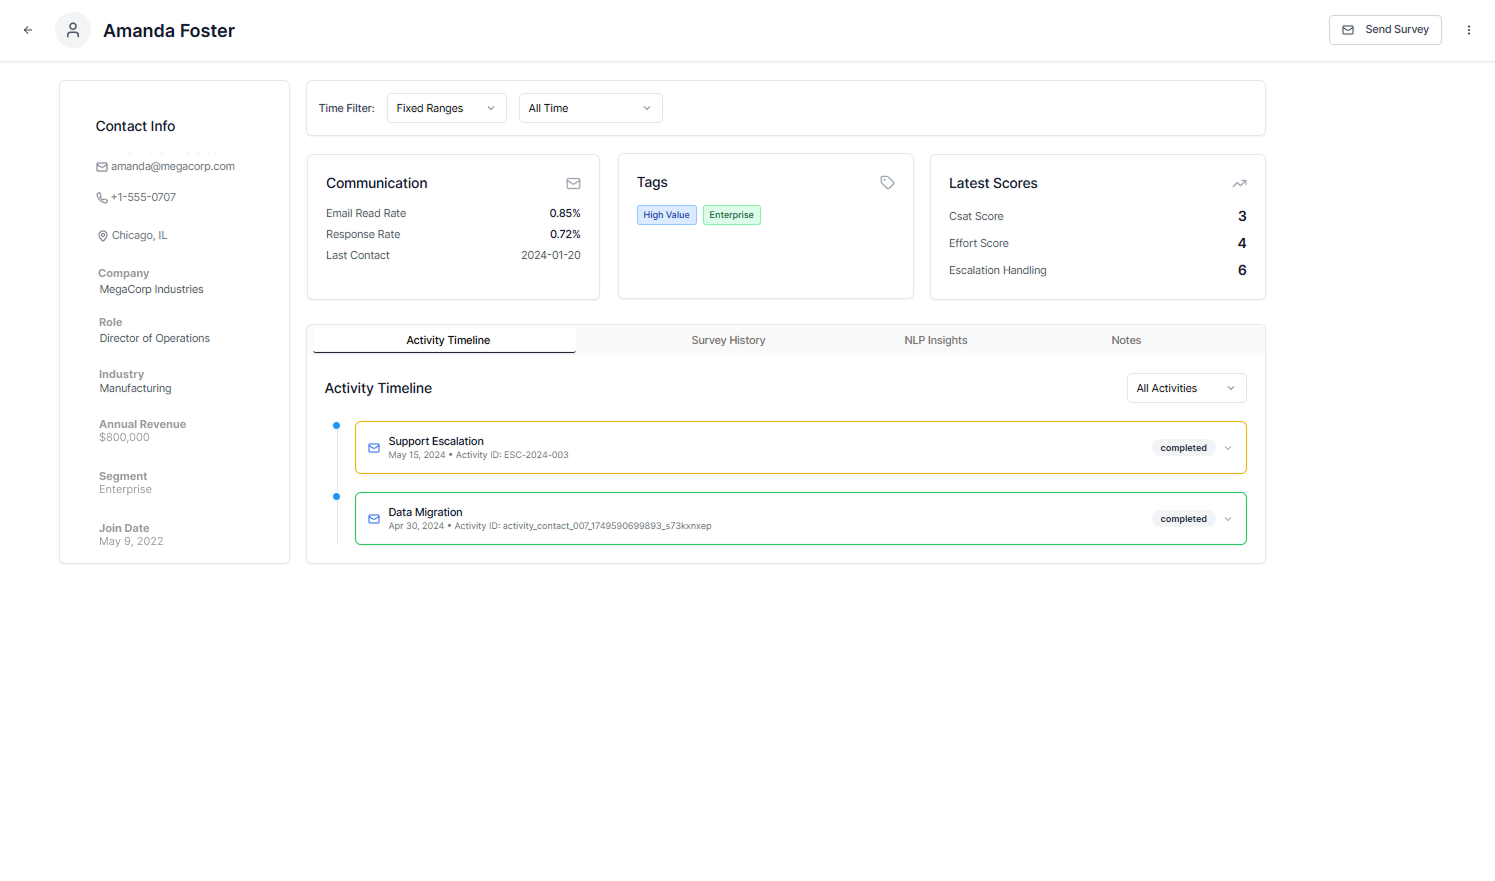 Amanda Foster
Send Survey
Contact Info
amanda@megacorp.com
+1-555-0707
Chicago, IL
Company
MegaCorp Industries
Role
Director of Operations
Industry
Manufacturing
Annual Revenue
$800,000
Segment
Enterprise
Join Date
May 9, 2022
Time Filter: Fixed Ranges All Time
Communication
Email Read Rate 0.85%
Response Rate 0.72%
Last Contact 2024-01-20
Tags
High Value Enterprise
Latest Scores
Csat Score 3
Effort Score 4
Escalation Handling 6
Activity Timeline Survey History NLP Insights Notes
Activity Timeline All Activities
Support Escalation
May 15, 2024 • Activity ID: ESC-2024-003
completed
Data Migration
Apr 30, 2024 • Activity ID: activity_contact_007_1749590699893_s73kxnxep
completed